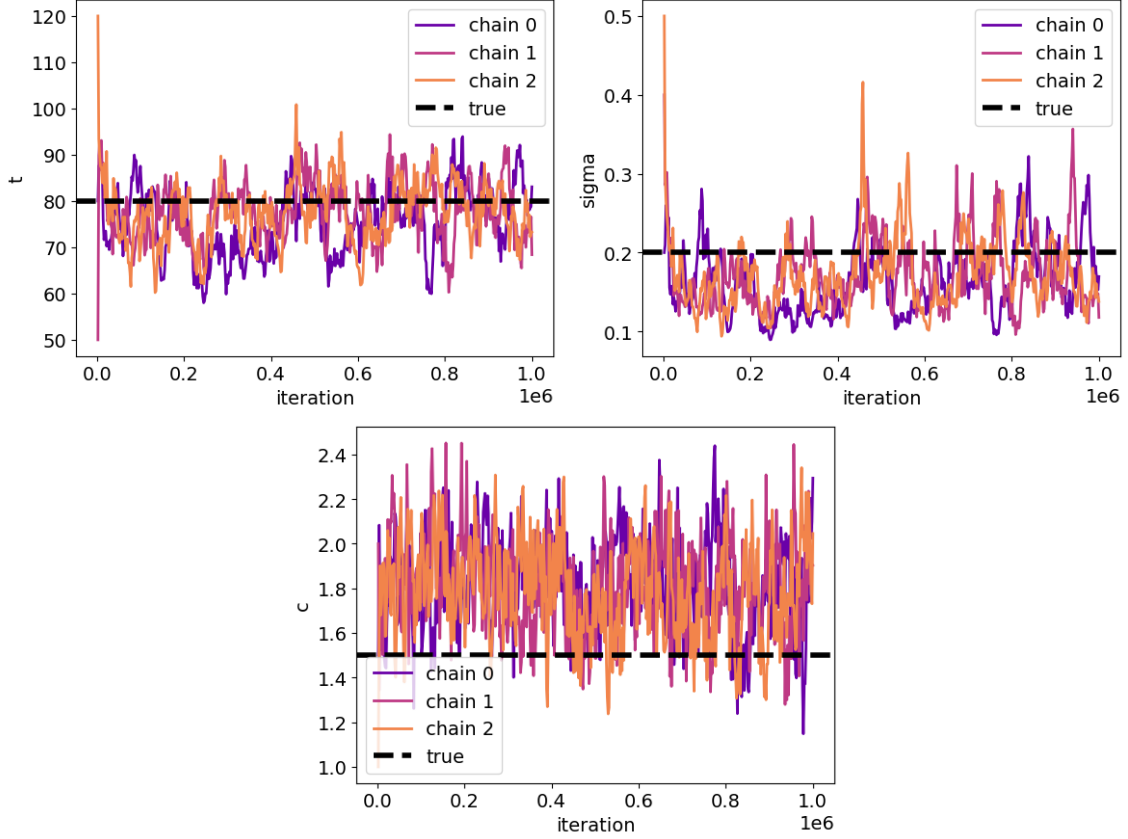 120
110
100
90
80
70
60
50
t
0.0 0.2 0.4 0.6 0.8 1.0
iteration
1e6
chain 0
chain 1
chain 2
true
0.5
0.4
0.3
0.2
0.1
sigma
0.0 0.2 0.4 0.6 0.8 1.0
iteration
1e6
chain 0
chain 1
chain 2
true
2.4
2.2
2.0
1.8
1.6
1.4
1.2
1.0
c
chain 0
chain 1
chain 2
true
0.0 0.2 0.4 0.6 0.8 1.0
iteration
1e6